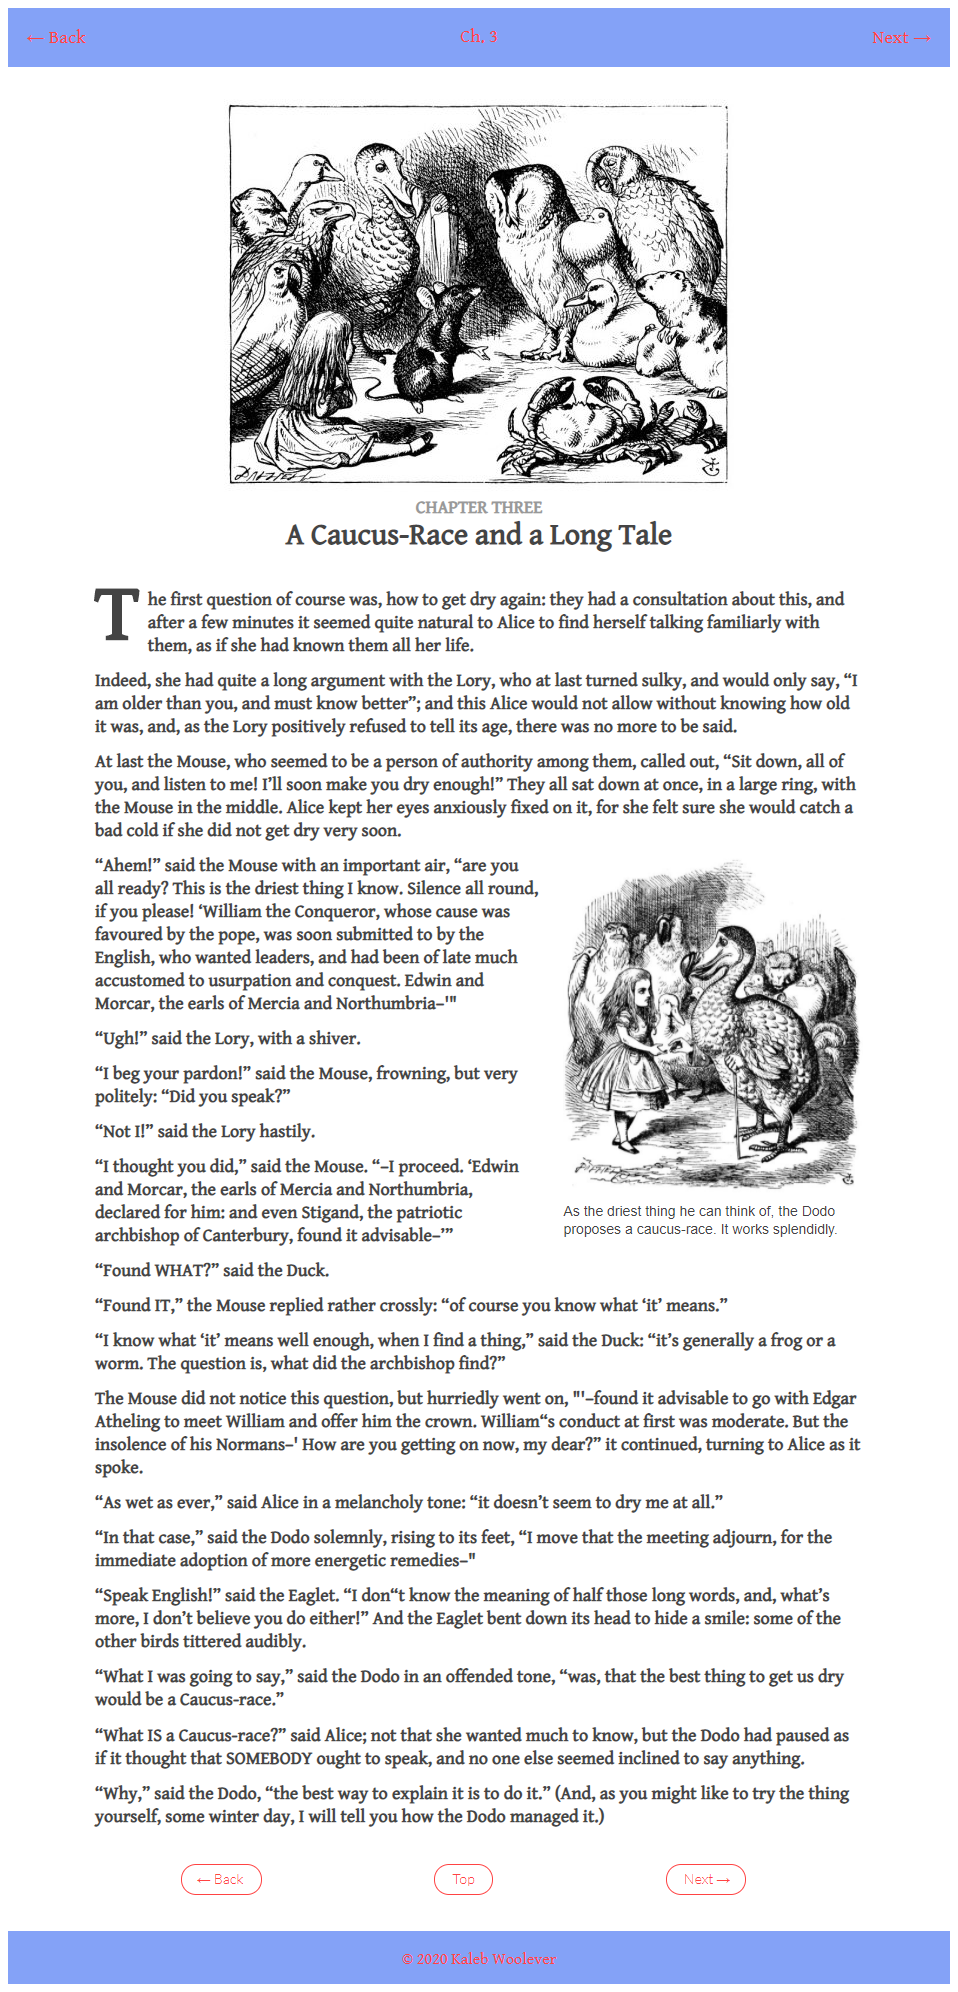 ← Back
Ch. 3
Next →
CHAPTER THREE
A Caucus-Race and a Long Tale
The first question of course was, how to get dry again: they had a consultation about this, and
after a few minutes it seemed quite natural to Alice to find herself talking familiarly with
them, as if she had known them all her life.
Indeed, she had quite a long argument with the Lory, who at last turned sulky, and would only say, “I
am older than you, and must know better”; and this Alice would not allow without knowing how old
it was, and, as the Lory positively refused to tell its age, there was no more to be said.
At last the Mouse, who seemed to be a person of authority among them, called out, “Sit down, all of
you, and listen to me! I’ll soon make you dry enough!” They all sat down at once, in a large ring, with
the Mouse in the middle. Alice kept her eyes anxiously fixed on it, for she felt sure she would catch a
bad cold if she did not get dry very soon.
“Ahem!” said the Mouse with an important air, “are you
all ready? This is the driest thing I know. Silence all round,
if you please! ‘William the Conqueror, whose cause was
favoured by the pope, was soon submitted to by the
English, who wanted leaders, and had been of late much
accustomed to usurpation and conquest. Edwin and
Morcar, the earls of Mercia and Northumbria–'"
“Ugh!” said the Lory, with a shiver.
“I beg your pardon!” said the Mouse, frowning, but very
politely: “Did you speak?”
“Not I!” said the Lory hastily.
“I thought you did,” said the Mouse. “–I proceed. ‘Edwin
and Morcar, the earls of Mercia and Northumbria,
declared for him: and even Stigand, the patriotic
archbishop of Canterbury, found it advisable–’”
As the driest thing he can think of, the Dodo
proposes a caucus-race. It works splendidly.
“Found WHAT?” said the Duck.
“Found IT,” the Mouse replied rather crossly: “of course you know what ‘it’ means.”
“I know what ‘it’ means well enough, when I find a thing,” said the Duck: “it’s generally a frog or a
worm. The question is, what did the archbishop find?”
The Mouse did not notice this question, but hurriedly went on, "'–found it advisable to go with Edgar
Atheling to meet William and offer him the crown. William“s conduct at first was moderate. But the
insolence of his Normans–' How are you getting on now, my dear?” it continued, turning to Alice as it
spoke.
“As wet as ever,” said Alice in a melancholy tone: “it doesn’t seem to dry me at all.”
“In that case,” said the Dodo solemnly, rising to its feet, “I move that the meeting adjourn, for the
immediate adoption of more energetic remedies–"
“Speak English!” said the Eaglet. “I don“t know the meaning of half those long words, and, what’s
more, I don’t believe you do either!” And the Eaglet bent down its head to hide a smile: some of the
other birds tittered audibly.
“What I was going to say,” said the Dodo in an offended tone, “was, that the best thing to get us dry
would be a Caucus-race.”
“What IS a Caucus-race?” said Alice; not that she wanted much to know, but the Dodo had paused as
if it thought that SOMEBODY ought to speak, and no one else seemed inclined to say anything.
“Why,” said the Dodo, “the best way to explain it is to do it.” (And, as you might like to try the thing
yourself, some winter day, I will tell you how the Dodo managed it.)
← Back
Top
Next →
© 2020 Kaleb Woolever